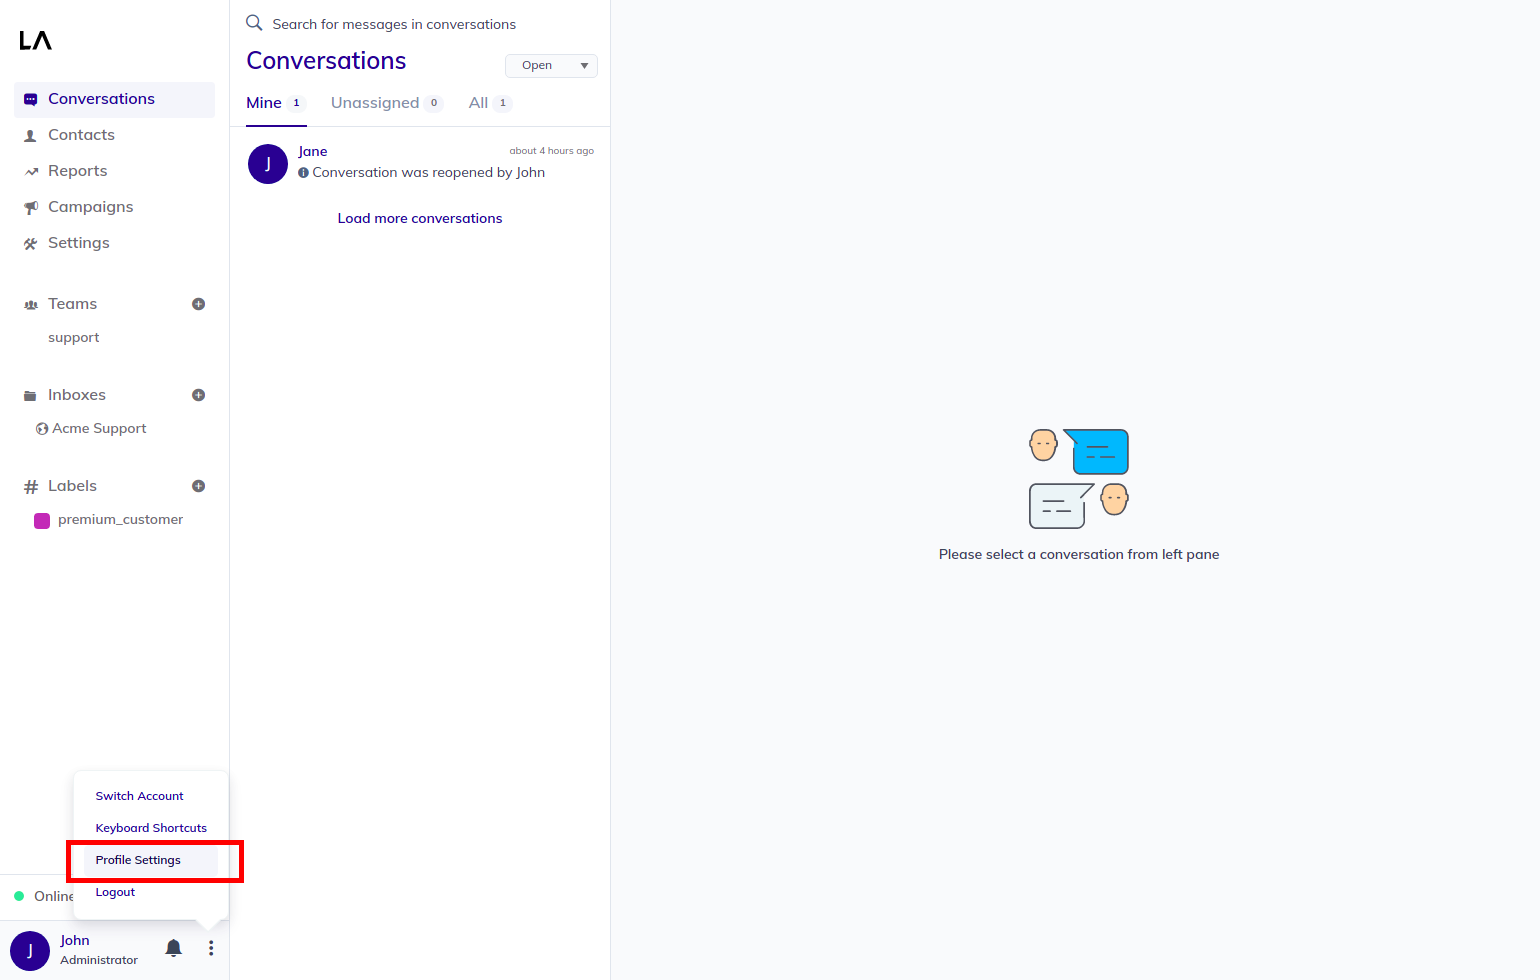 LA
Conversations
Contacts
Reports
Campaigns
Settings
Teams
support
Inboxes
Acme Support
Labels
premium_customer
Switch Account
Keyboard Shortcuts
Profile Settings
Logout
Online
J
John
Administrator
Search for messages in conversations
Conversations
Open
Mine 1 Unassigned 0 All 1
J
Jane
about 4 hours ago
Conversation was reopened by John
Load more conversations
Please select a conversation from left pane